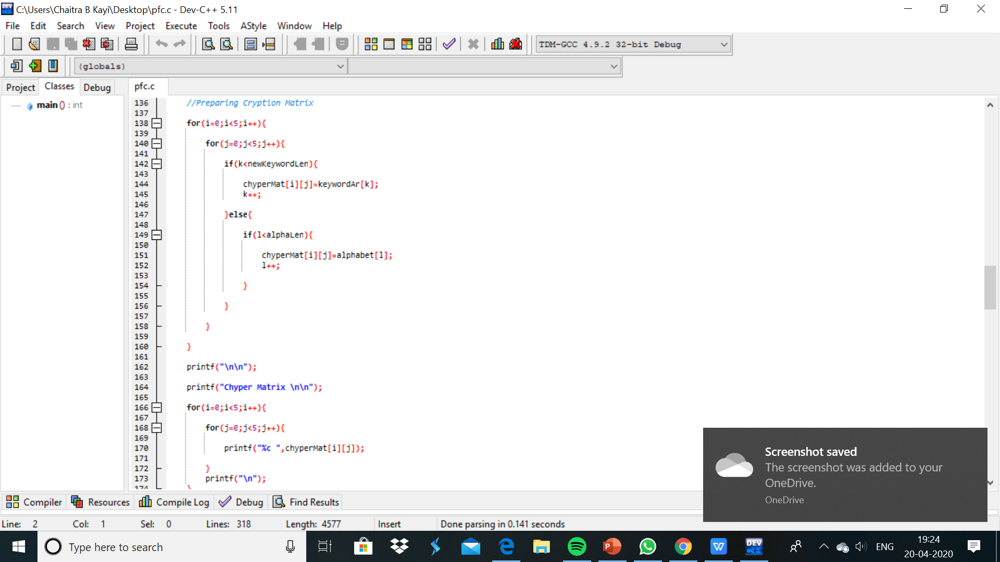 C:\Users\Chaitra B Kayi\Desktop\pfc.c - Dev-C++ 5.11
File Edit Search View Project Execute Tools AStyle Window Help
TDM-GCC 4.9.2 32-bit Debug
(globals)
Project Classes Debug pfc.c
main () : int
136 //Preparing Cryption Matrix
137
138 for(i=0;i<5;i++){
139
140 for(j=0;j<5;j++){
141
142 if(k<newKeywordLen){
143
144 chyperMat[i][j]=keywordAr[k];
145 k++;
146
147 }else{
148
149 if(l<alphaLen){
150
151 chyperMat[i][j]=alphabet[l];
152 l++;
153
154 }
155
156 }
157
158 }
159
160 }
161
162 printf("\n\n");
163
164 printf("Chyper Matrix \n\n");
165
166 for(i=0;i<5;i++){
167
168 for(j=0;j<5;j++){
169
170 printf("%c ",chyperMat[i][j]);
171
172 }
173 printf("\n");
174 }
Screenshot saved
The screenshot was added to your
OneDrive.
OneDrive
Compiler Resources Compile Log Debug Find Results
Line: 2 Col: 1 Sel: 0 Lines: 318 Length: 4577 Insert Done parsing in 0.141 seconds
Type here to search
DEV
C++
ENG
19:24
20-04-2020